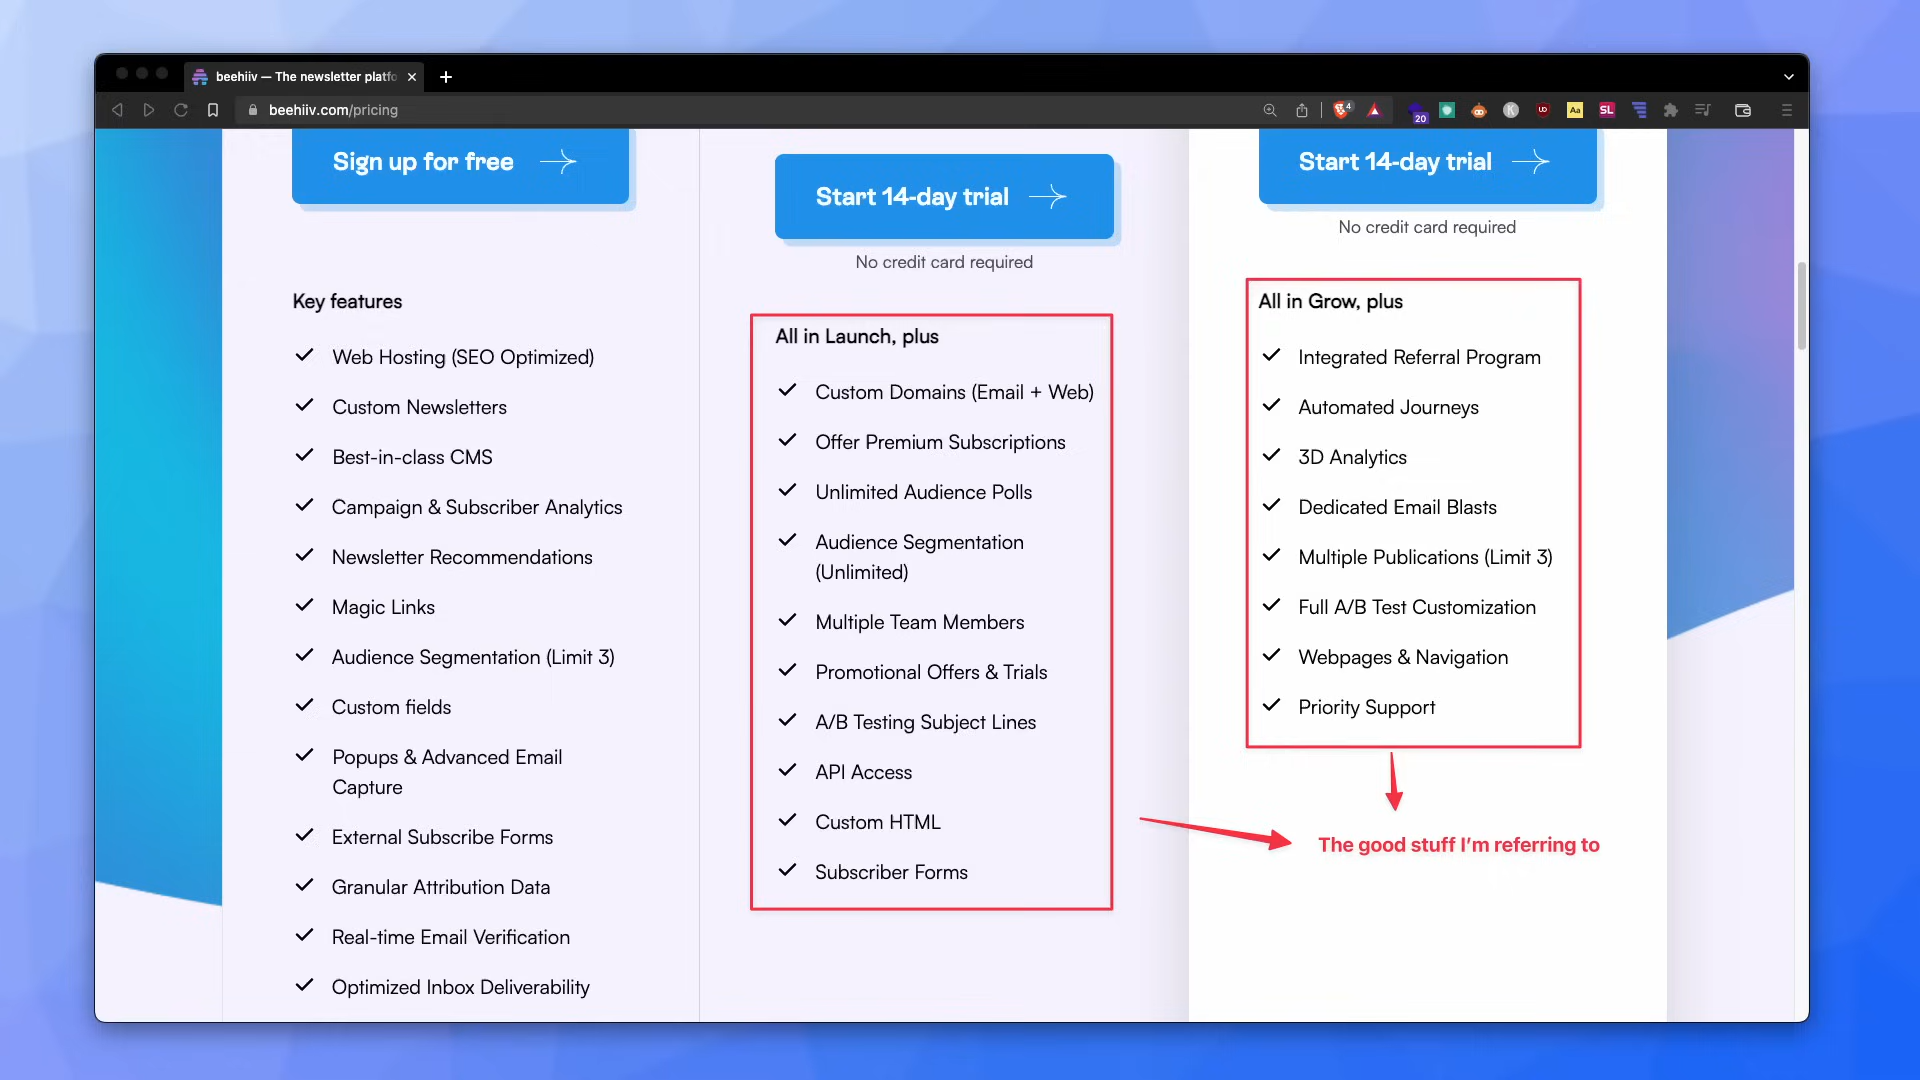 beehiiv — The newsletter platfo
beehiiv.com/pricing
4
20
UD
Aa
SL
K
Sign up for free
Key features
Web Hosting (SEO Optimized)
Custom Newsletters
Best-in-class CMS
Campaign & Subscriber Analytics
Newsletter Recommendations
Magic Links
Audience Segmentation (Limit 3)
Custom fields
Popups & Advanced Email
Capture
External Subscribe Forms
Granular Attribution Data
Real-time Email Verification
Optimized Inbox Deliverability
Start 14-day trial
No credit card required
All in Launch, plus
Custom Domains (Email + Web)
Offer Premium Subscriptions
Unlimited Audience Polls
Audience Segmentation
(Unlimited)
Multiple Team Members
Promotional Offers & Trials
A/B Testing Subject Lines
API Access
Custom HTML
Subscriber Forms
Start 14-day trial
No credit card required
All in Grow, plus
Integrated Referral Program
Automated Journeys
3D Analytics
Dedicated Email Blasts
Multiple Publications (Limit 3)
Full A/B Test Customization
Webpages & Navigation
Priority Support
The good stuff I'm referring to